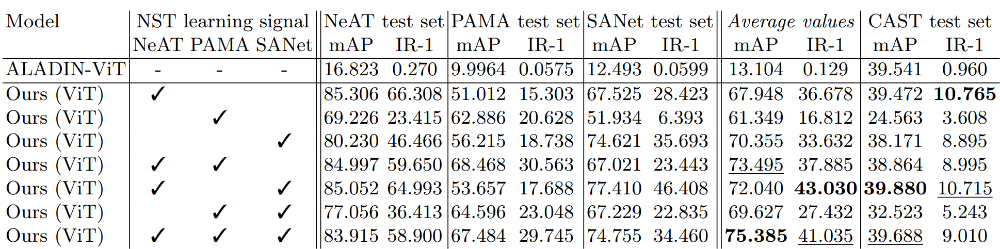 Model NST learning signal NeAT test set PAMA test set SANet test set Average values CAST test set
NeAT PAMA SANet mAP IR-1 mAP IR-1 mAP IR-1 mAP IR-1 mAP IR-1
ALADIN-ViT - - - 16.823 0.270 9.9964 0.0575 12.493 0.0599 13.104 0.129 39.541 0.960
Ours (ViT) ✓ 85.306 66.308 51.012 15.303 67.525 28.423 67.948 36.678 39.472 10.765
Ours (ViT) ✓ 69.226 23.415 62.886 20.628 51.934 6.393 61.349 16.812 24.563 3.608
Ours (ViT) ✓ 80.230 46.466 56.215 18.738 74.621 35.693 70.355 33.632 38.171 8.895
Ours (ViT) ✓ ✓ 84.997 59.650 68.468 30.563 67.021 23.443 73.495 37.885 38.864 8.995
Ours (ViT) ✓ ✓ 85.052 64.993 53.657 17.688 77.410 46.408 72.040 43.030 39.880 10.715
Ours (ViT) ✓ ✓ 77.056 36.413 64.596 23.048 67.229 22.835 69.627 27.432 32.523 5.243
Ours (ViT) ✓ ✓ ✓ 83.915 58.900 67.484 29.745 74.755 34.460 75.385 41.035 39.688 9.010